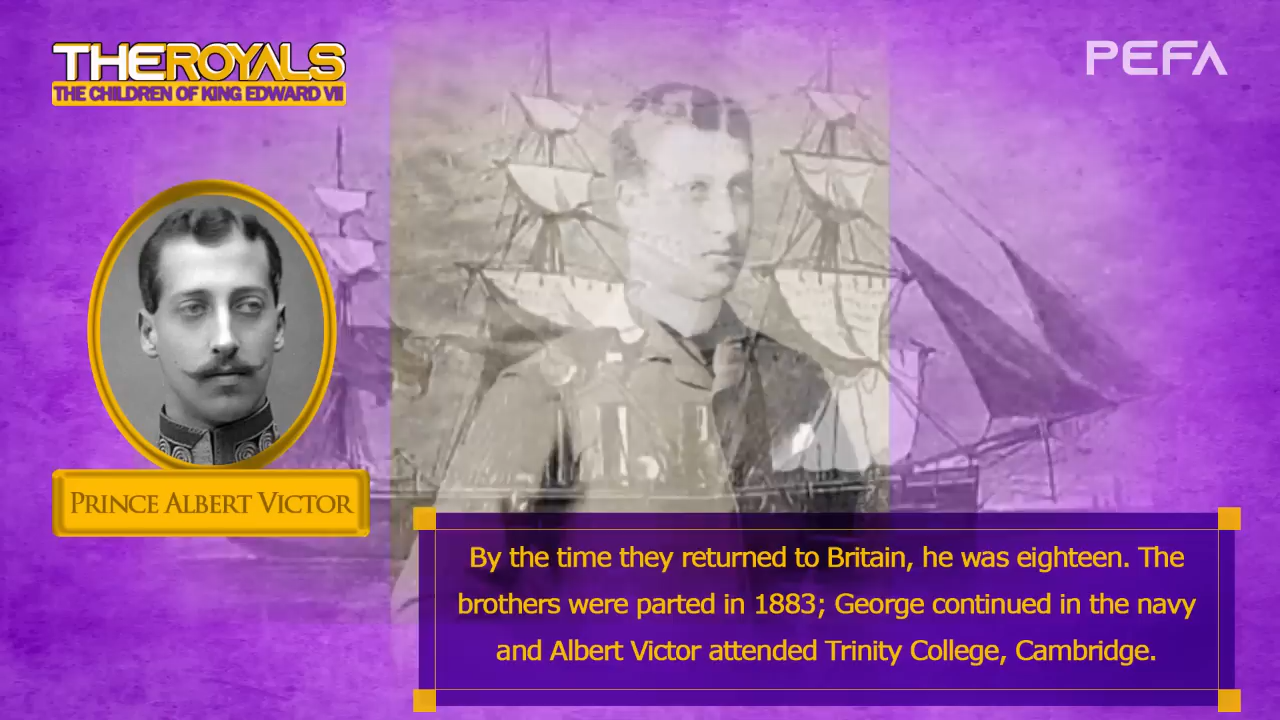 THEROYALS
THE CHILDREN OF KING EDWARD VII
PEFA
PRINCE ALBERT VICTOR
By the time they returned to Britain, he was eighteen. The
brothers were parted in 1883; George continued in the navy
and Albert Victor attended Trinity College, Cambridge.